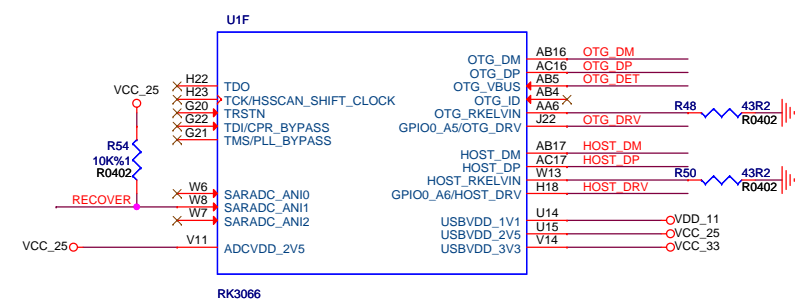 U1F
H22 TDO
H23 TCK/HSSCAN_SHIFT_CLOCK
G20 TRSTN
G22 TDI/CPR_BYPASS
G21 TMS/PLL_BYPASS
VCC_25
R54
10K%1
R0402
RECOVER
W6 SARADC_ANI0
W8 SARADC_ANI1
W7 SARADC_ANI2
VCC_25 V11 ADCVDD_2V5
OTG_DM AB16 OTG_DM
OTG_DP AC16 OTG_DP
OTG_VBUS AB5 OTG_DET
OTG_ID AB4
OTG_RKELVIN AA6 R48 43R2
R0402
GPIO0_A5/OTG_DRV J22 OTG_DRV
HOST_DM AB17 HOST_DM
HOST_DP AC17 HOST_DP
HOST_RKELVIN W13 R50 43R2
R0402
GPIO0_A6/HOST_DRV H18 HOST_DRV
USBVDD_1V1 U14 VDD_11
USBVDD_2V5 U15 VCC_25
USBVDD_3V3 V14 VCC_33
RK3066